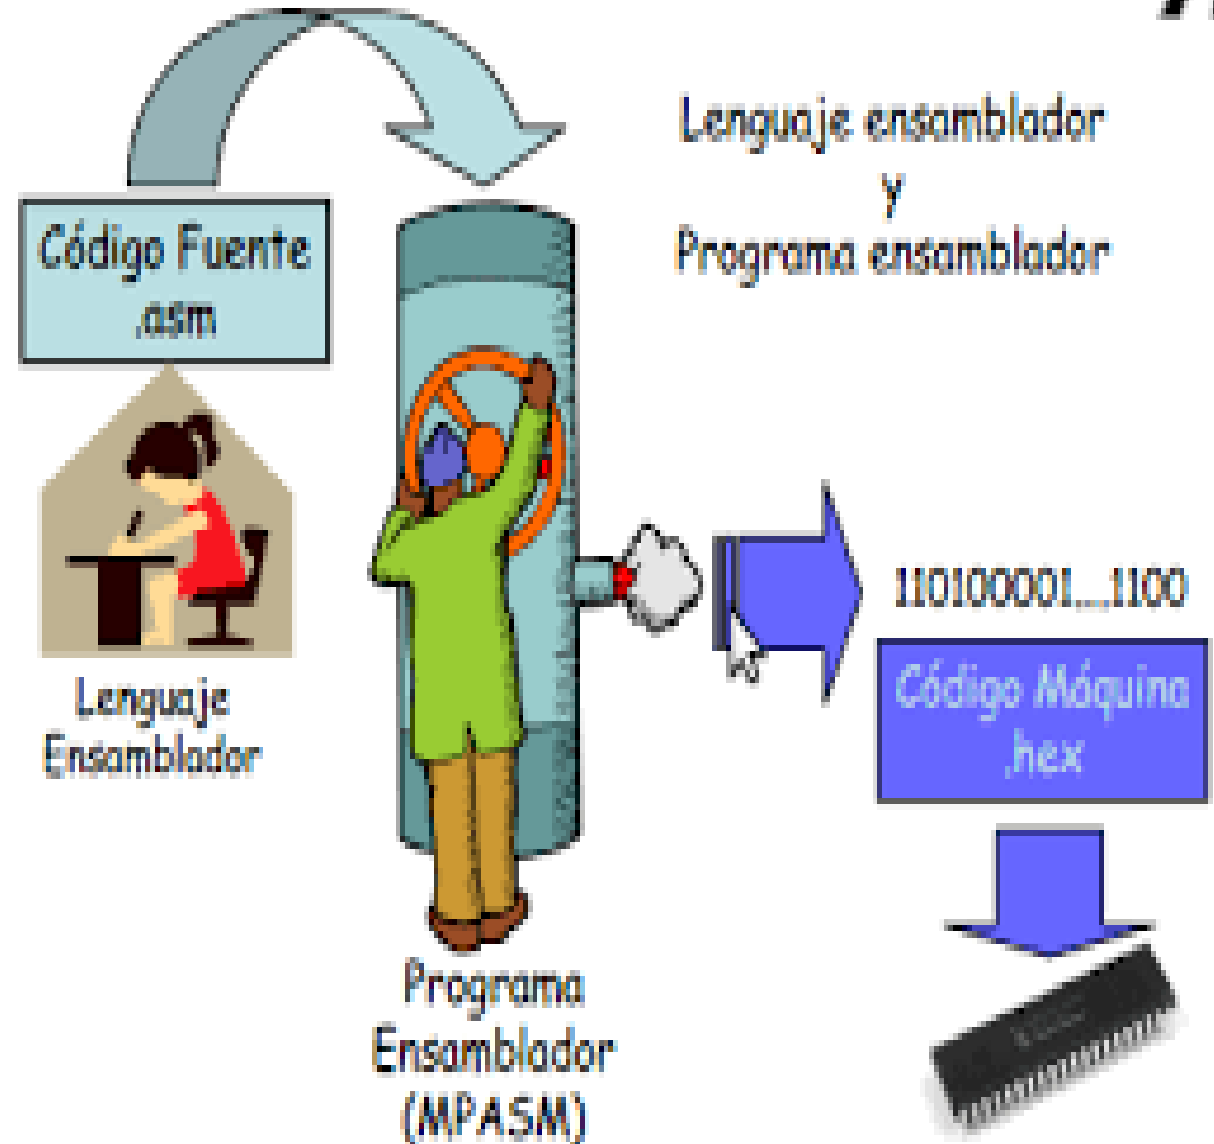 Lenguaje ensamblador
y
Programa ensamblador
Código Fuente
.asm
Lenguaje
Ensamblador
Programa
Ensamblador
(MPASM)
110100001...1100
Código Máquina
.hex